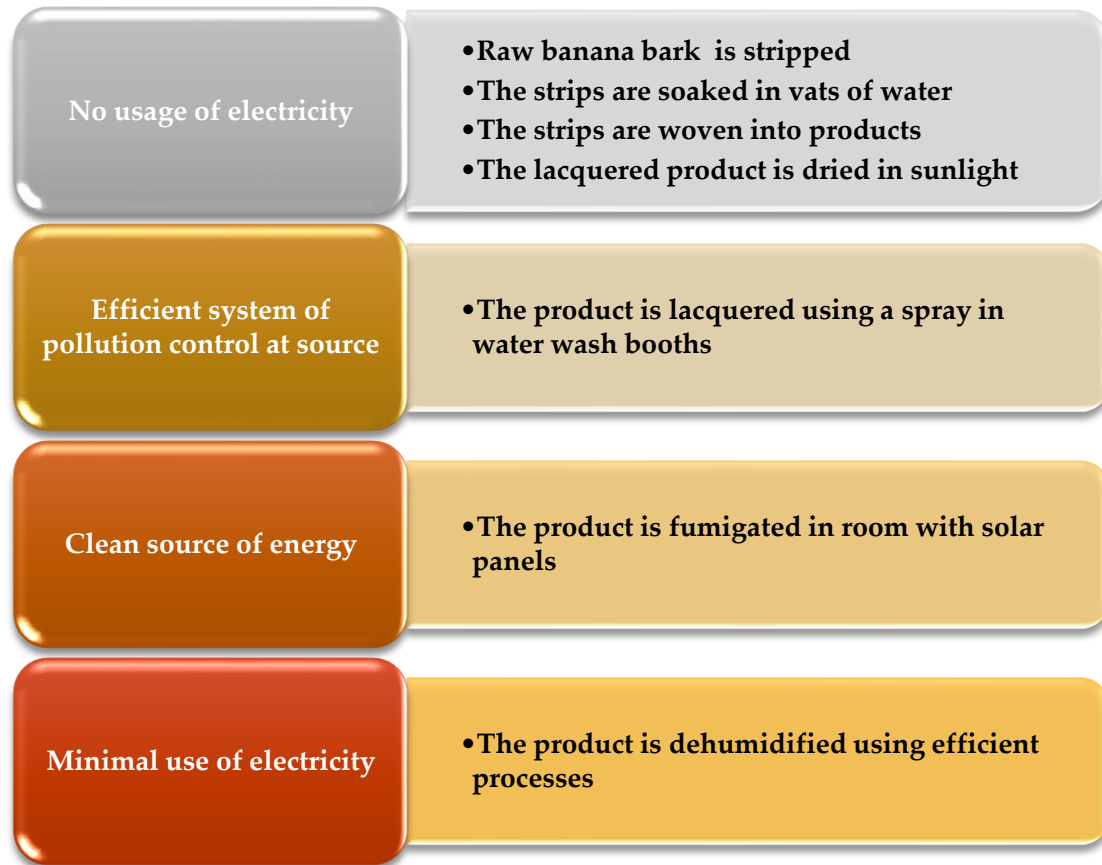 No usage of electricity
•Raw banana bark  is stripped
•The strips are soaked in vats of water
•The strips are woven into products
•The lacquered product is dried in sunlight
Efficient system of
pollution control at source
•The product is lacquered using a spray in
water wash booths
Clean source of energy
•The product is fumigated in room with solar
panels
Minimal use of electricity
•The product is dehumidified using efficient
processes